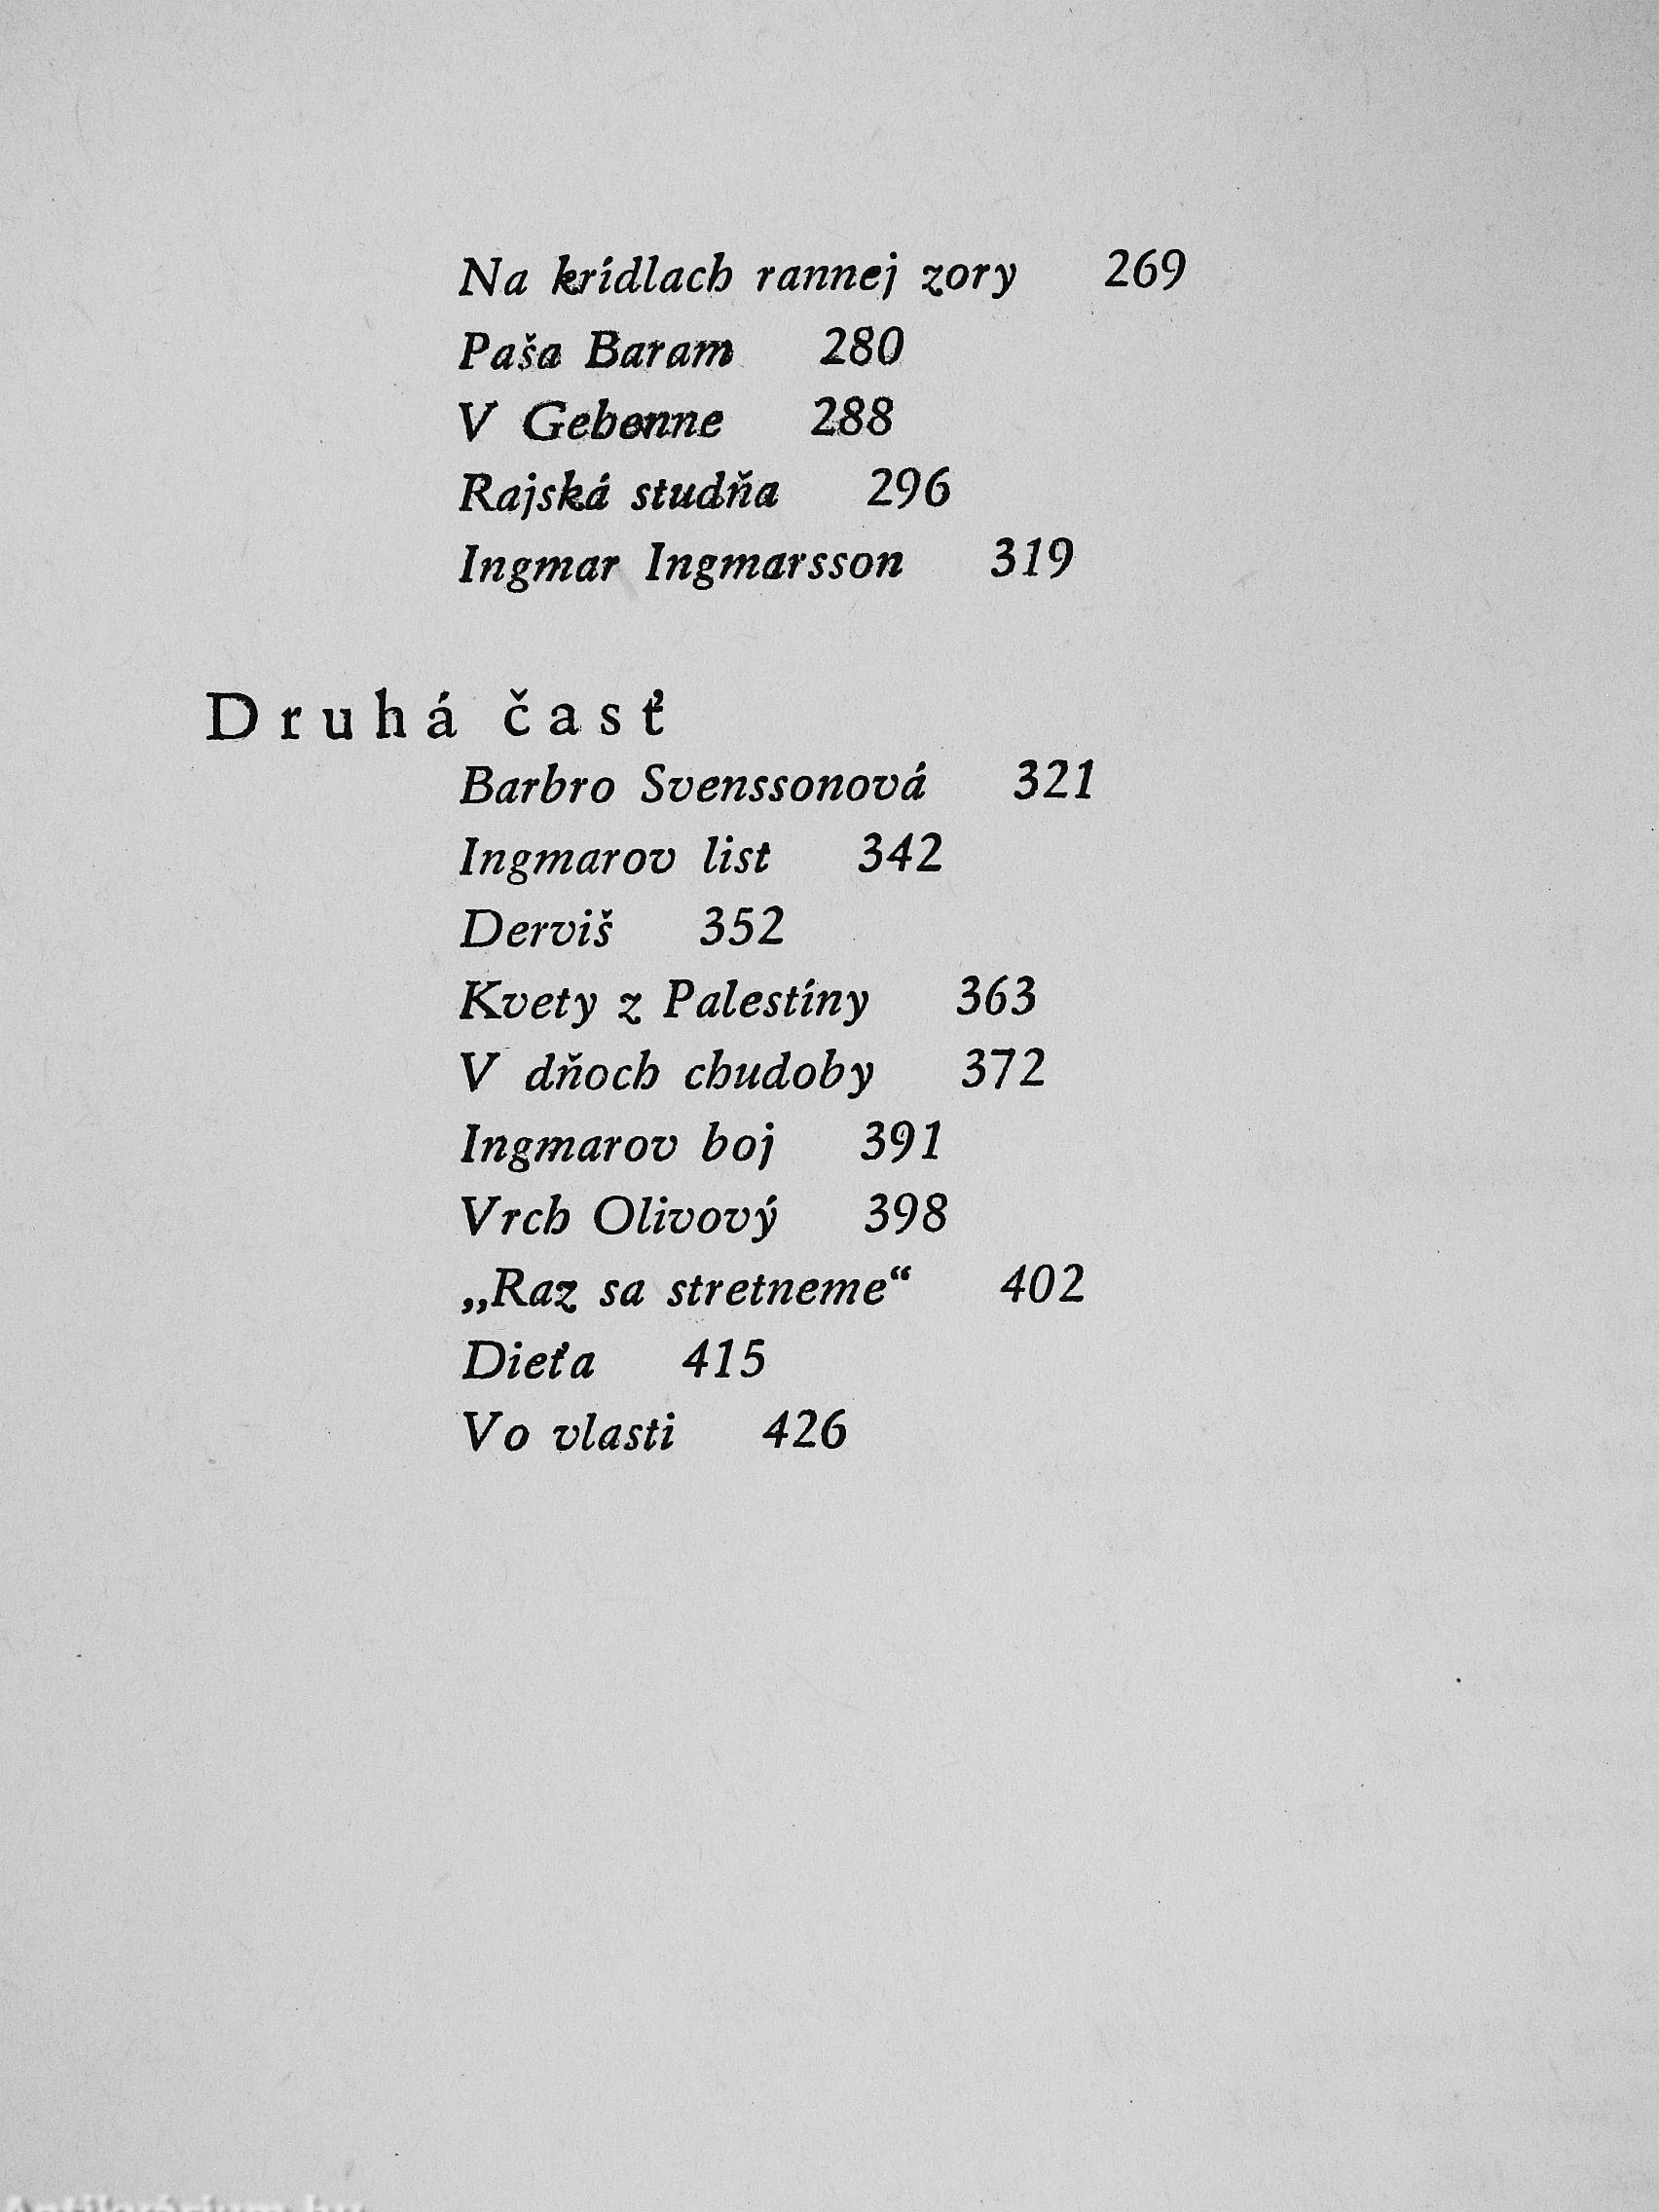 Na krídlach rannej zory 269
Paša Baram 280
V Gehenne 288
Rajská studňa 296
Ingmar Ingmarsson 319
Druhá časť
Barbro Svenssonová 321
Ingmarov list 342
Derviš 352
Kvety z Palestíny 363
V dňoch chudoby 372
Ingmarov boj 391
Vrch Olivový 398
„Raz sa stretneme“ 402
Dieťa 415
Vo vlasti 426